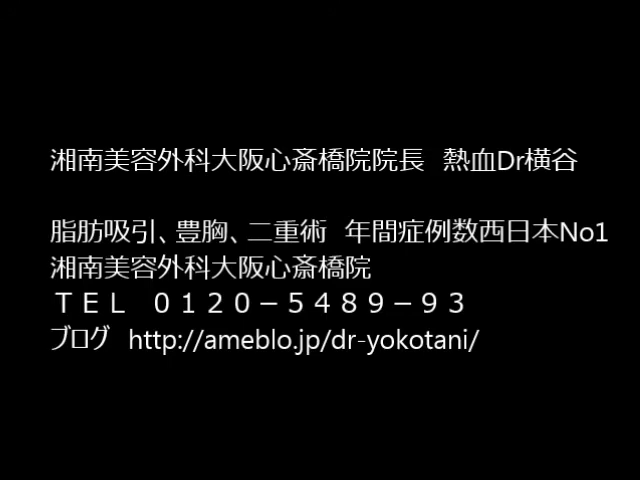 湘南美容外科大阪心斎橋院院長　熱血Dr横谷
脂肪吸引、豊胸、二重術　年間症例数西日本No1
湘南美容外科大阪心斎橋院
ＴＥＬ　０１２０－５４８９－９３
ブログ　http://ameblo.jp/dr-yokotani/